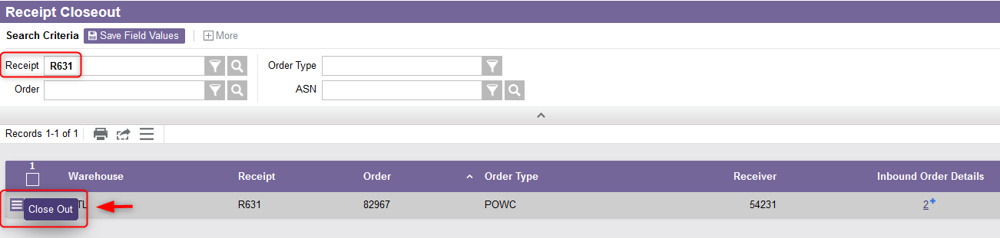 Receipt Closeout
Search Criteria Save Field Values More
Receipt R631 Order Type
Order ASN
Records 1-1 of 1
1
Warehouse Receipt Order Order Type Receiver Inbound Order Details
Close Out R631 82967 POWC 54231 2+